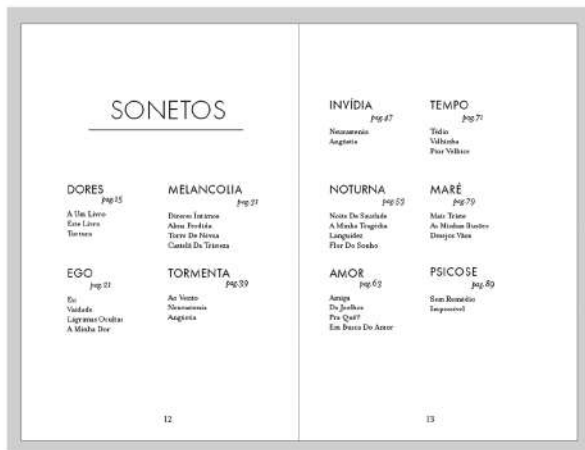 SONETOS
DORES
pag.15
A Um Livro
Este Livro
Tortura
MELANCOLIA
pag.31
Dizeres Íntimos
Alma Perdida
Torre De Névoa
Castelã Da Tristeza
EGO
pag.21
Eu
Vaidade
Lágrimas Ocultas
A Minha Dor
TORMENTA
pag.39
Ao Vento
Neurastenia
Angústia
12
INVÍDIA
pag.47
Neurastenia
Angústia
TEMPO
pag.71
Tédio
Velhinha
Pior Velhice
NOTURNA
pag.53
Noite De Saudade
A Minha Tragédia
Languidez
Flor Do Sonho
MARÉ
pag.79
Mais Triste
As Minhas Ilusões
Desejos Vãos
AMOR
pag.63
Amiga
De Joelhos
Pra Quê?
Em Busca Do Amor
PSICOSE
pag.89
Sem Remédio
Impossível
13